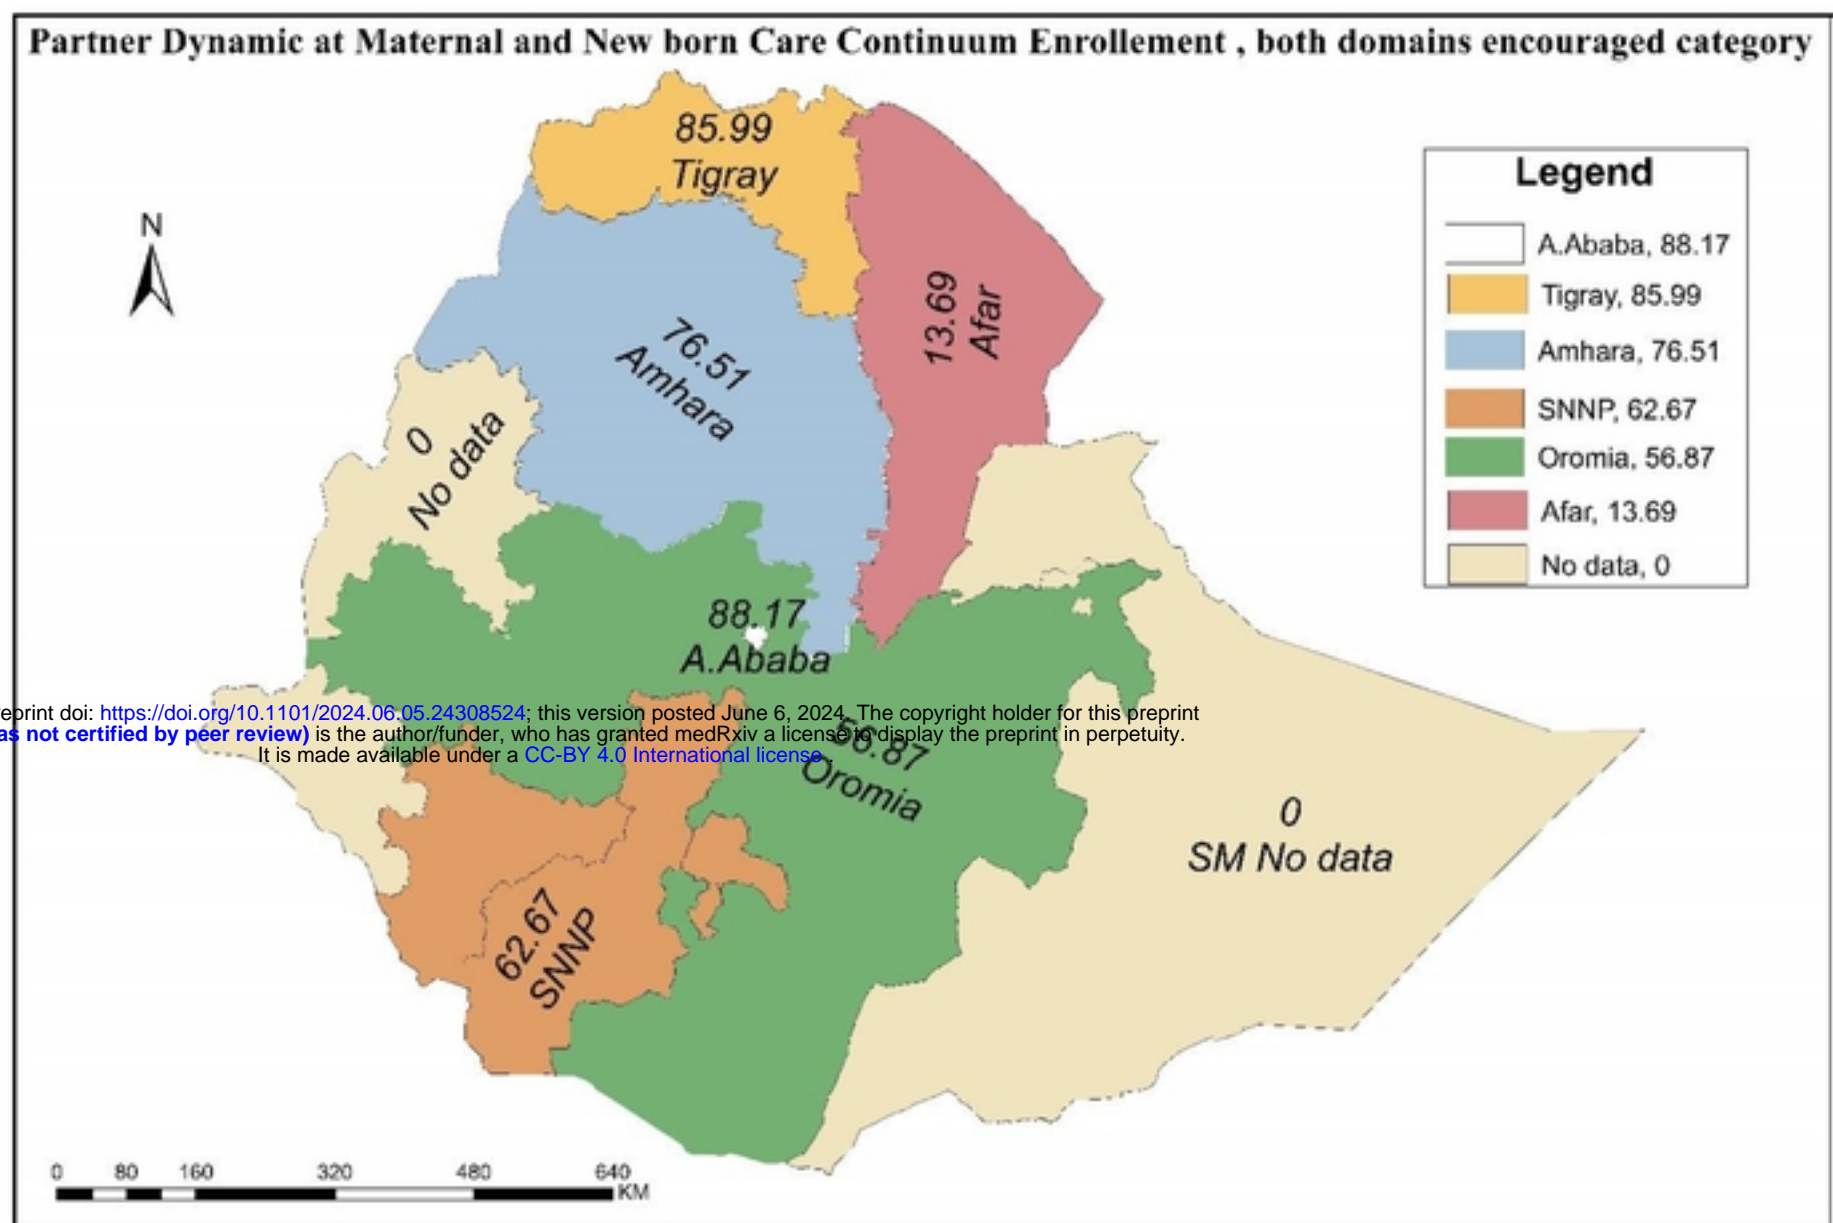 Partner Dynamic at Maternal and New born Care Continuum Enrollement , both domains encouraged category
N
85.99
Tigray
13.69
Afar
76.51
Amhara
0
No data
88.17
A.Ababa
56.87
Oromia
62.67
SNNP
0
SM No data
Legend
A.Ababa, 88.17
Tigray, 85.99
Amhara, 76.51
SNNP, 62.67
Oromia, 56.87
Afar, 13.69
No data, 0
doi: https://doi.org/10.1101/2024.06.05.24308524; this version posted June 6, 2024. The copyright holder for this preprint
not certified by peer review) is the author/funder, who has granted medRxiv a license to display the preprint in perpetuity.
It is made available under a CC-BY 4.0 International license .
0 80 160 320 480 640
KM